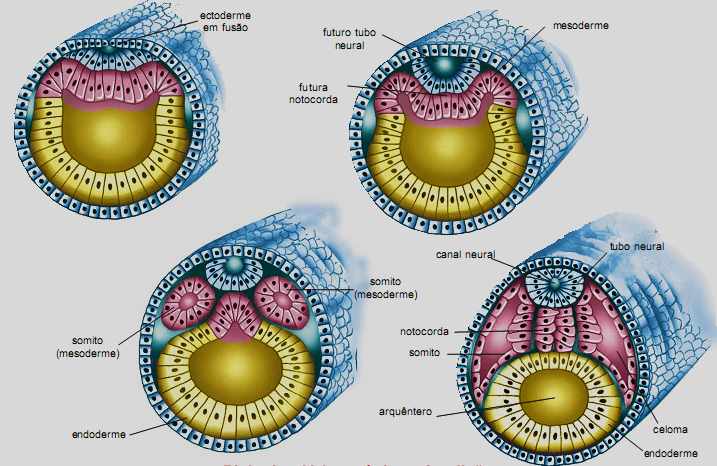 ectoderme
em fusão
futuro tubo
neural
mesoderme
futura
notocorda
canal neural
tubo neural
somito
(mesoderme)
somito
(mesoderme)
notocorda
somito
arquêntero
celoma
endoderme
endoderme